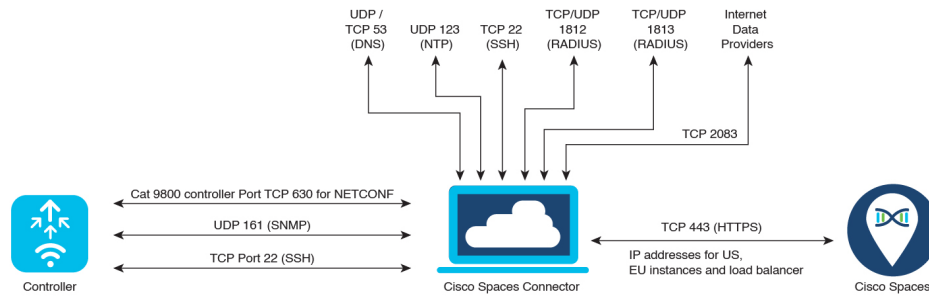 UDP /
TCP 53
(DNS)
UDP 123
(NTP)
TCP 22
(SSH)
TCP/UDP
1812
(RADIUS)
TCP/UDP
1813
(RADIUS)
Internet
Data
Providers
TCP 2083
Cat 9800 controller Port TCP 630 for NETCONF
UDP 161 (SNMP)
TCP Port 22 (SSH)
TCP 443 (HTTPS)
IP addresses for US,
EU instances and load balancer
Controller
Cisco Spaces Connector
Cisco Spaces